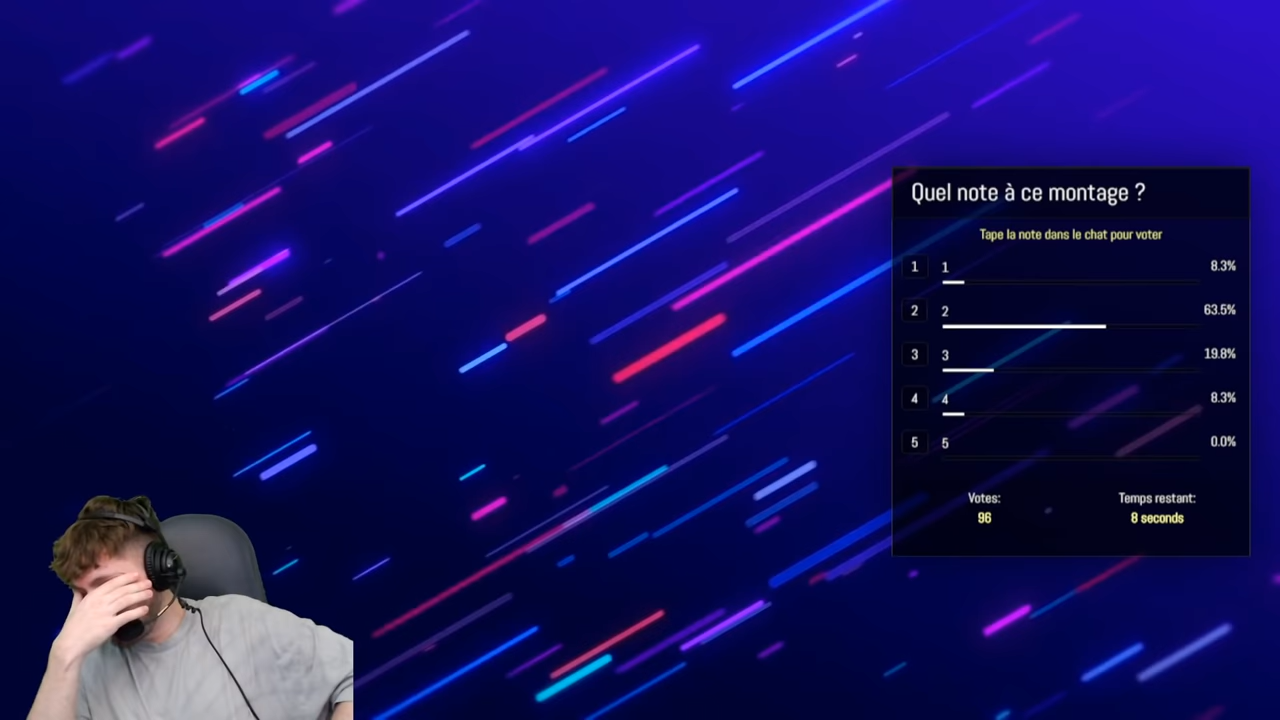 Quel note à ce montage ?
Tape la note dans le chat pour voter
1 1 8.3%
2 2 63.5%
3 3 19.8%
4 4 8.3%
5 5 0.0%
Votes: Temps restant:
96 8 seconds